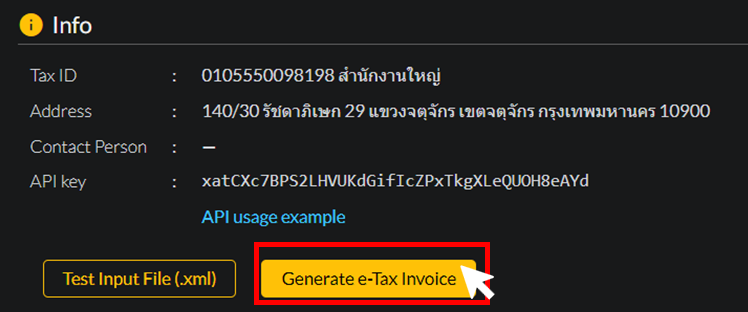 Info
Tax ID : 0105550098198 สำนักงานใหญ่
Address : 140/30 รัชดาภิเษก 29 แขวงจตุจักร เขตจตุจักร กรุงเทพมหานคร 10900
Contact Person : —
API key : xatCXc7BPS2LHVUKdGifIcZPxTkgXLeQUOH8eAYd
API usage example
Test Input File (.xml) Generate e-Tax Invoice